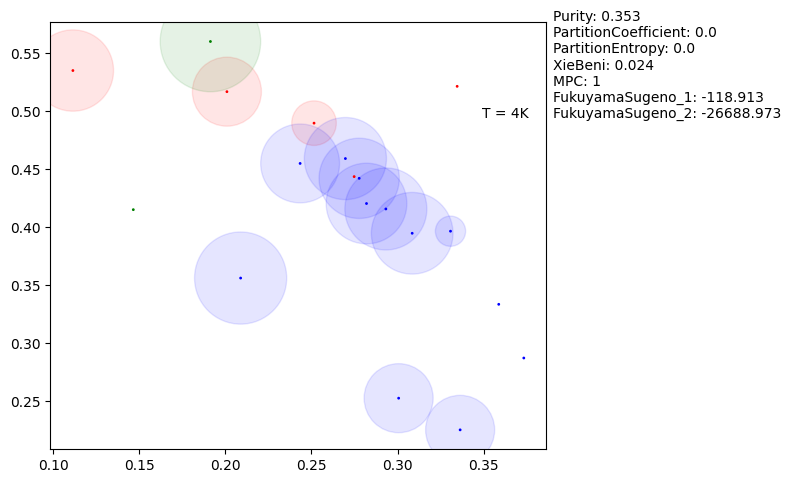 Purity: 0.353
PartitionCoefficient: 0.0
PartitionEntropy: 0.0
XieBeni: 0.024
MPC: 1
FukuyamaSugeno_1: -118.913
FukuyamaSugeno_2: -26688.973
T = 4K
0.55
0.50
0.45
0.40
0.35
0.30
0.25
0.10 0.15 0.20 0.25 0.30 0.35